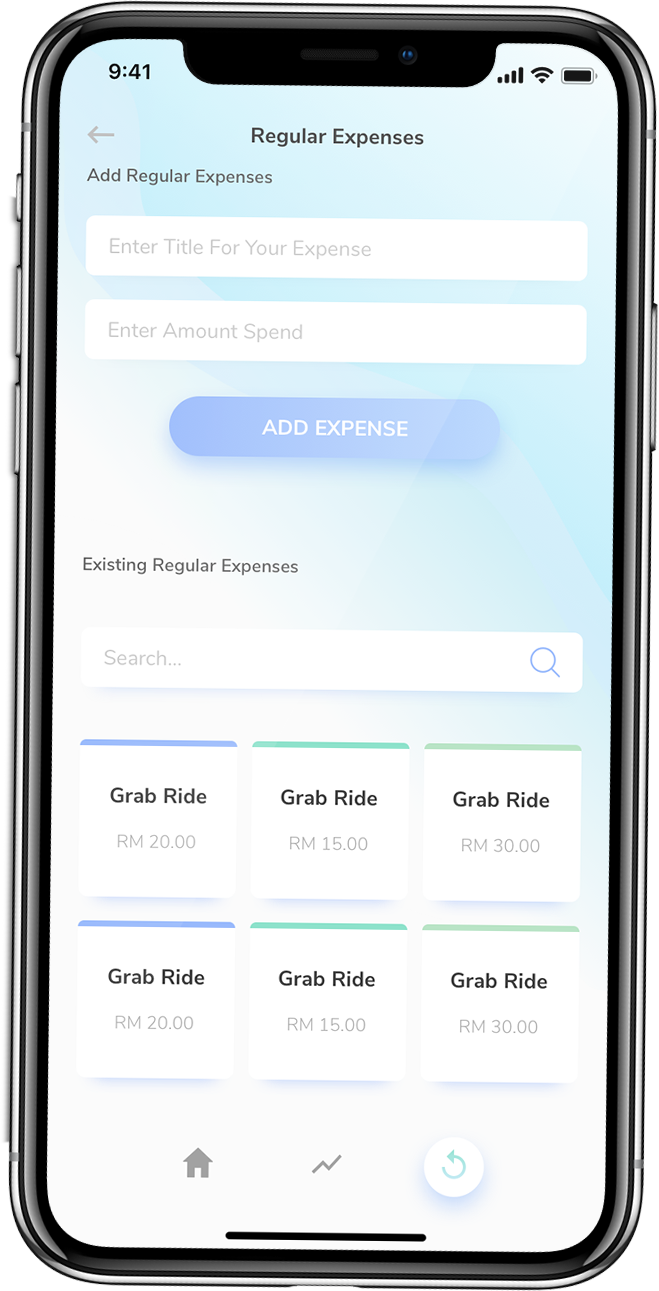 9:41
Regular Expenses
Add Regular Expenses
Enter Title For Your Expense
Enter Amount Spend
ADD EXPENSE
Existing Regular Expenses
Search...
Grab Ride Grab Ride Grab Ride
RM 20.00 RM 15.00 RM 30.00
Grab Ride Grab Ride Grab Ride
RM 20.00 RM 15.00 RM 30.00